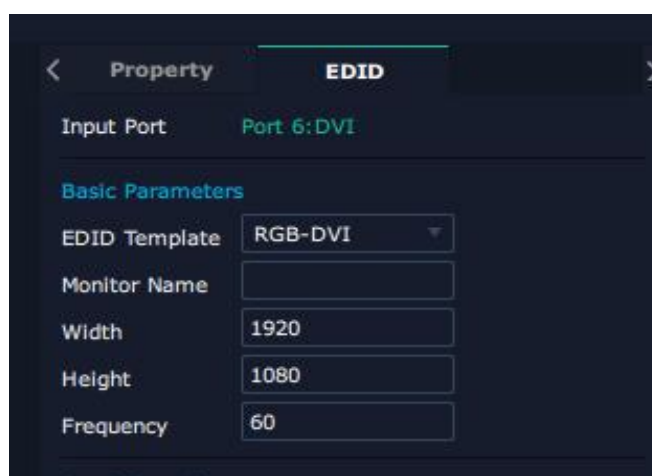 Property EDID
Input Port Port 6:DVI
Basic Parameters
EDID Template RGB-DVI
Monitor Name
Width 1920
Height 1080
Frequency 60